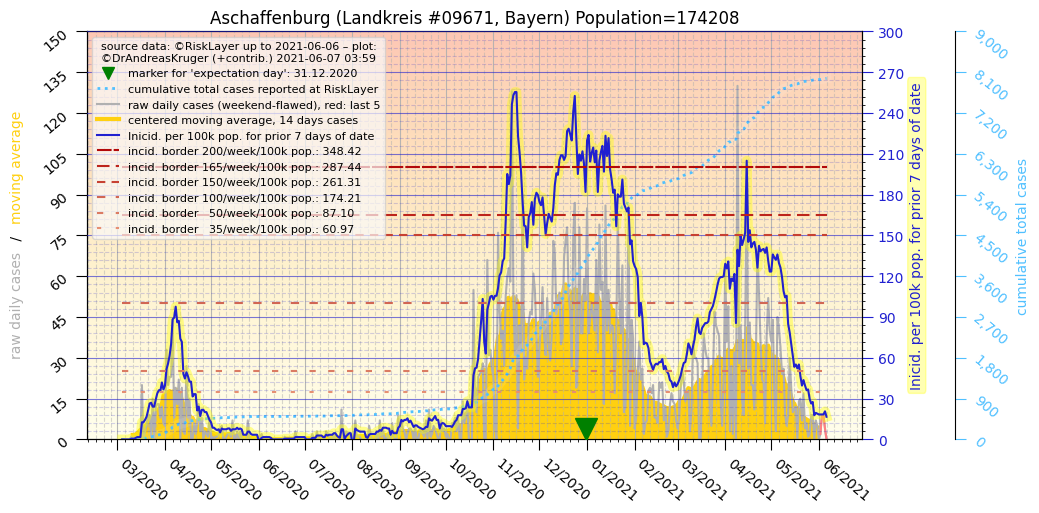 Aschaffenburg (Landkreis #09671, Bayern) Population=174208
source data: ©RiskLayer up to 2021-06-06 – plot:
©DrAndreasKruger (+contrib.) 2021-06-07 03:59
marker for 'expectation day': 31.12.2020
cumulative total cases reported at RiskLayer
raw daily cases (weekend-flawed), red: last 5
centered moving average, 14 days cases
Inicid. per 100k pop. for prior 7 days of date
incid. border 200/week/100k pop.: 348.42
incid. border 165/week/100k pop.: 287.44
incid. border 150/week/100k pop.: 261.31
incid. border 100/week/100k pop.: 174.21
incid. border   50/week/100k pop.: 87.10
incid. border   35/week/100k pop.: 60.97
raw daily cases / moving average
150
135
120
105
90
75
60
45
30
15
0
03/2020
04/2020
05/2020
06/2020
07/2020
08/2020
09/2020
10/2020
11/2020
12/2020
01/2021
02/2021
03/2021
04/2021
05/2021
06/2021
300
270
240
210
180
150
120
90
60
30
0
Inicid. per 100k pop. for prior 7 days of date
9,000
8,100
7,200
6,300
5,400
4,500
3,600
2,700
1,800
900
0
cumulative total cases